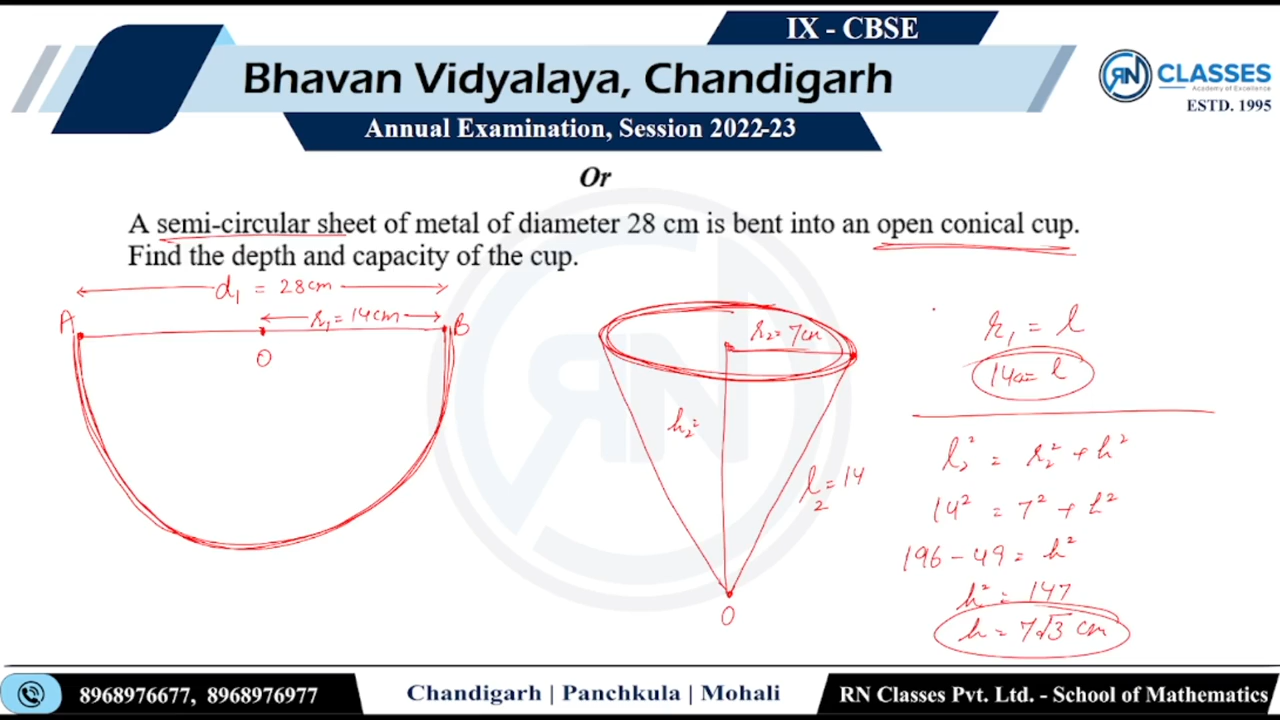 IX - CBSE
Bhavan Vidyalaya, Chandigarh
RN CLASSES
Academy of Excellence
ESTD. 1995
Annual Examination, Session 2022-23
Or
A semi-circular sheet of metal of diameter 28 cm is bent into an open conical cup.
Find the depth and capacity of the cup.
d₁ = 28cm
r₁ = 14cm
A
B
O
r₂ = 7cm
h₂
l₂ = 14
O
r₁ = l
14 = l
l₂² = r₂² + h²
14² = 7² + h²
196 - 49 = h²
h² = 147
h = 7√3 cm
RN
8968976677, 8968976977
Chandigarh | Panchkula | Mohali
RN Classes Pvt. Ltd. - School of Mathematics